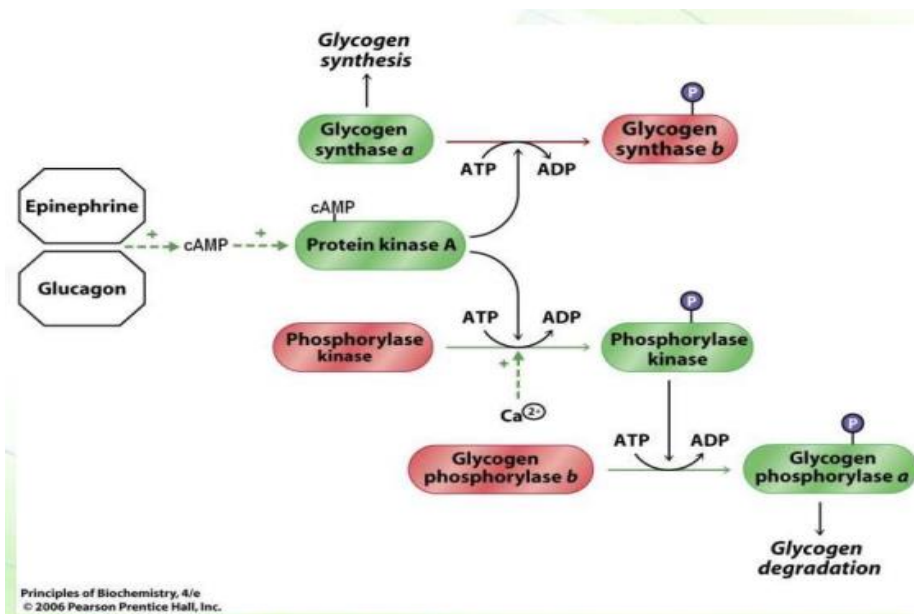 Glycogen
synthesis
P
Glycogen
synthase a
ATP
ADP
Glycogen
synthase b
Epinephrine
Glucagon
+
cAMP
+
cAMP
Protein kinase A
Phosphorylase
kinase
ATP
ADP
+
Ca2+
P
Phosphorylase
kinase
Glycogen
phosphorylase b
ATP
ADP
P
Glycogen
phosphorylase a
Glycogen
degradation
Principles of Biochemistry, 4/e
© 2006 Pearson Prentice Hall, Inc.